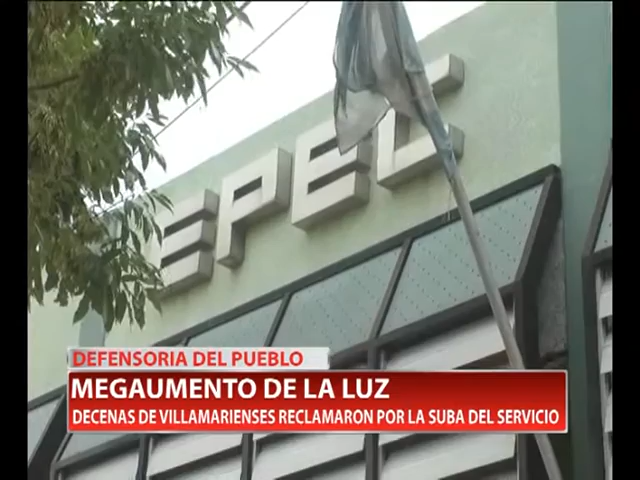 EPEC
DEFENSORIA DEL PUEBLO
MEGAUMENTO DE LA LUZ
DECENAS DE VILLAMARIENSES RECLAMARON POR LA SUBA DEL SERVICIO